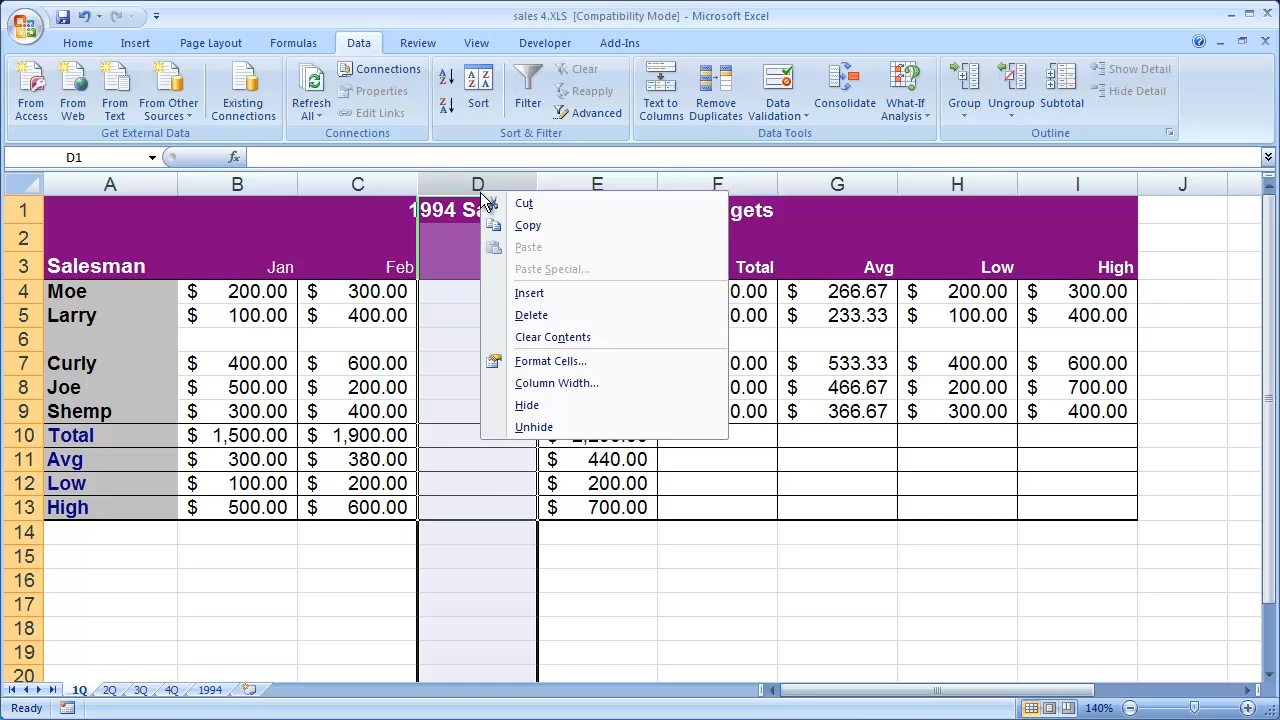 sales 4.XLS [Compatibility Mode] - Microsoft Excel
Home Insert Page Layout Formulas Data Review View Developer Add-Ins
From Access From Web From Text From Other Sources Existing Connections
Get External Data
Refresh All Connections Properties Edit Links
Connections
A Z Z A Sort Filter Clear Reapply Advanced
Sort & Filter
Text to Columns Remove Duplicates Data Validation Consolidate What-If Analysis
Data Tools
Group Ungroup Subtotal Show Detail Hide Detail
Outline
D1 fx
A B C D E F G H I J
1 1994 Sa gets
2
3 Salesman Jan Feb Total Avg Low High
4 Moe $ 200.00 $ 300.00 0.00 $ 266.67 $ 200.00 $ 300.00
5 Larry $ 100.00 $ 400.00 0.00 $ 233.33 $ 100.00 $ 400.00
6
7 Curly $ 400.00 $ 600.00 0.00 $ 533.33 $ 400.00 $ 600.00
8 Joe $ 500.00 $ 200.00 0.00 $ 466.67 $ 200.00 $ 700.00
9 Shemp $ 300.00 $ 400.00 0.00 $ 366.67 $ 300.00 $ 400.00
10 Total $ 1,500.00 $ 1,900.00
11 Avg $ 300.00 $ 380.00 $ 440.00
12 Low $ 100.00 $ 200.00 $ 200.00
13 High $ 500.00 $ 600.00 $ 700.00
14
15
16
17
18
19
20
Cut
Copy
Paste
Paste Special...
Insert
Delete
Clear Contents
Format Cells...
Column Width...
Hide
Unhide
1Q 2Q 3Q 4Q 1994
Ready 140%